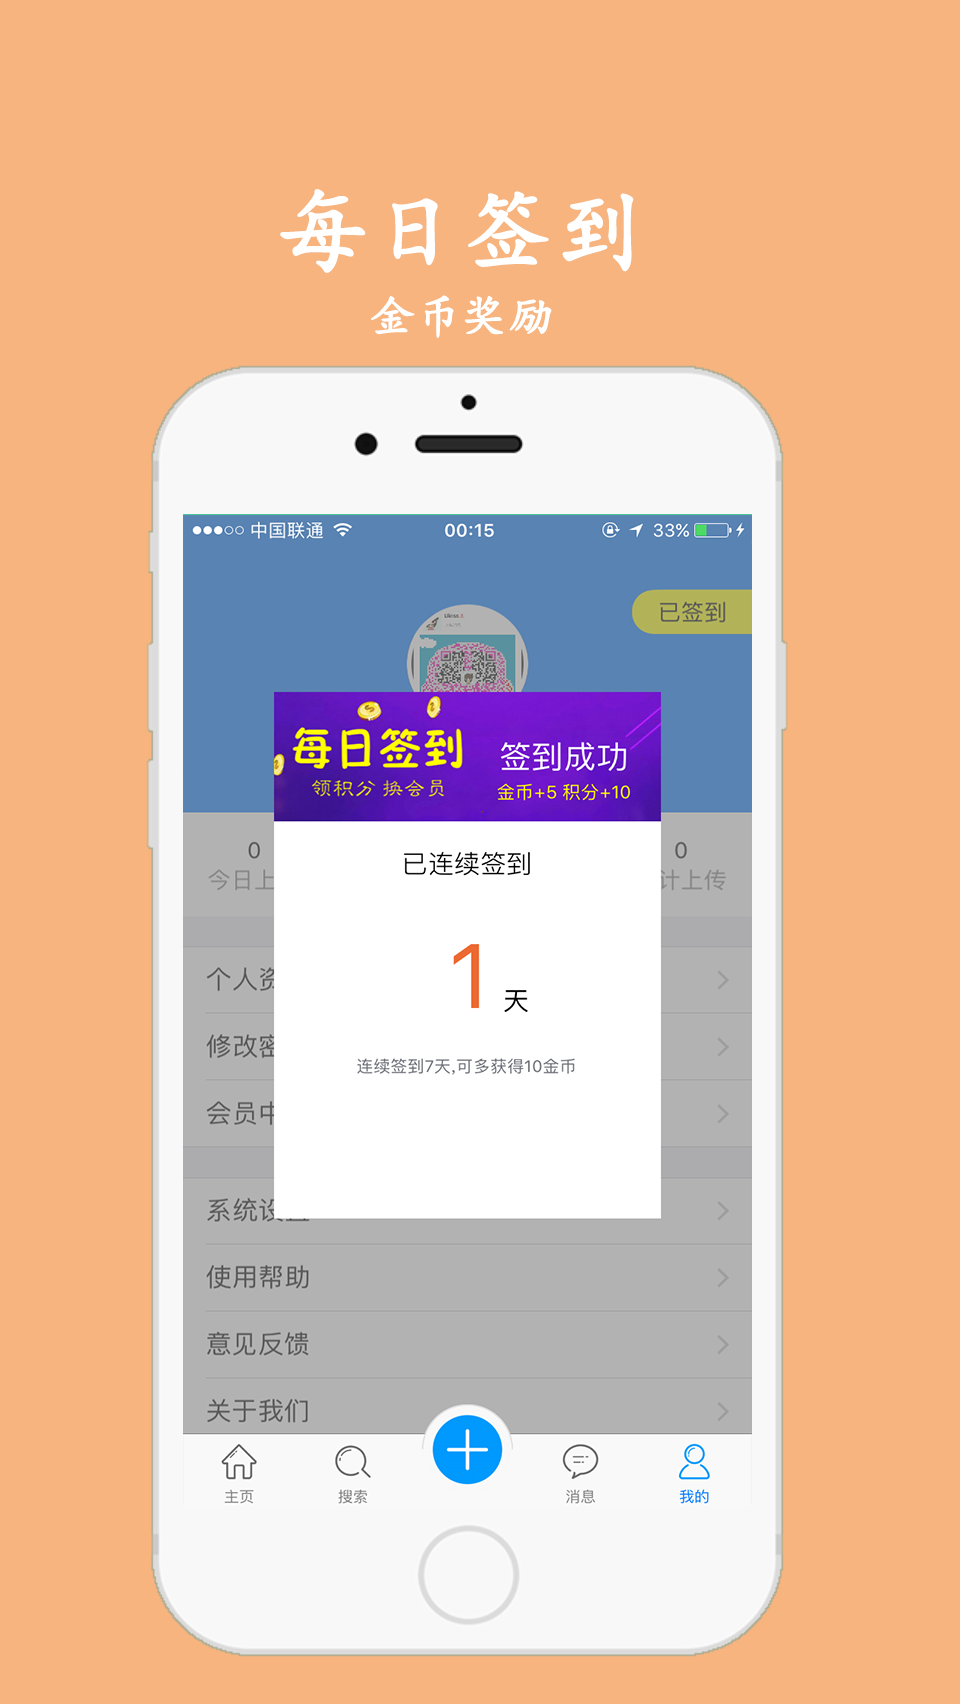 每日签到
金币奖励
中国联通 00:15 33%
已签到
每日签到 签到成功
领积分 换会员 金币+5 积分+10
0 0
今日上 计上传
已连续签到
1 天
连续签到7天,可多获得10金币
个人资
修改密
会员中
系统设置
使用帮助
意见反馈
关于我们
主页 搜索 消息 我的